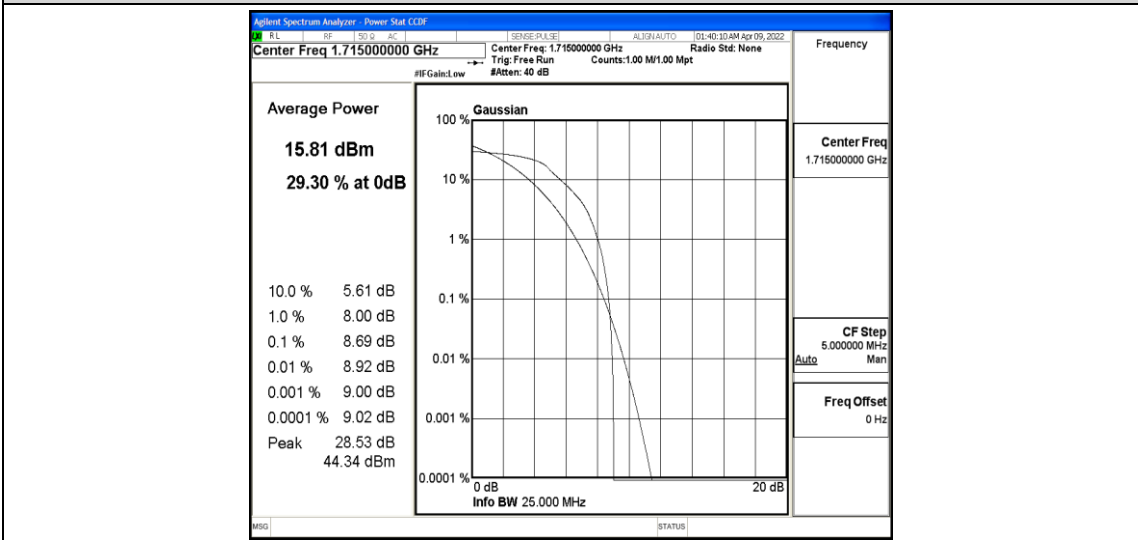 Agilent Spectrum Analyzer - Power Stat CCDF
LXI RL RF 50 Ω AC SENSE:PULSE ALIGN AUTO 01:40:10 AM Apr 09, 2022
Center Freq 1.715000000 GHz
Center Freq: 1.715000000 GHz Radio Std: None
Trig: Free Run Counts:1.00 M/1.00 Mpt
#IFGain:Low #Atten: 40 dB
Frequency
Average Power
15.81 dBm
29.30 % at 0dB
10.0 % 5.61 dB
1.0 % 8.00 dB
0.1 % 8.69 dB
0.01 % 8.92 dB
0.001 % 9.00 dB
0.0001 % 9.02 dB
Peak 28.53 dB
44.34 dBm
Gaussian
100 %
10 %
1 %
0.1 %
0.01 %
0.001 %
0.0001 %
0 dB 20 dB
Info BW 25.000 MHz
Center Freq
1.715000000 GHz
CF Step
5.000000 MHz
Auto Man
Freq Offset
0 Hz
MSG STATUS